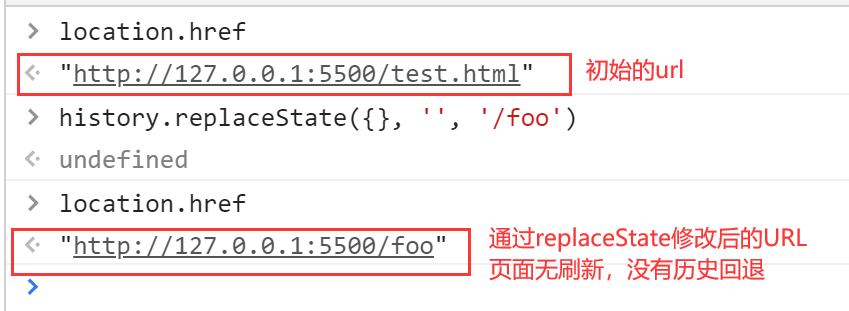 location.href
"http://127.0.0.1:5500/test.html"
初始的url
history.replaceState({}, '', '/foo')
undefined
location.href
"http://127.0.0.1:5500/foo"
通过replaceState修改后的URL
页面无刷新，没有历史回退